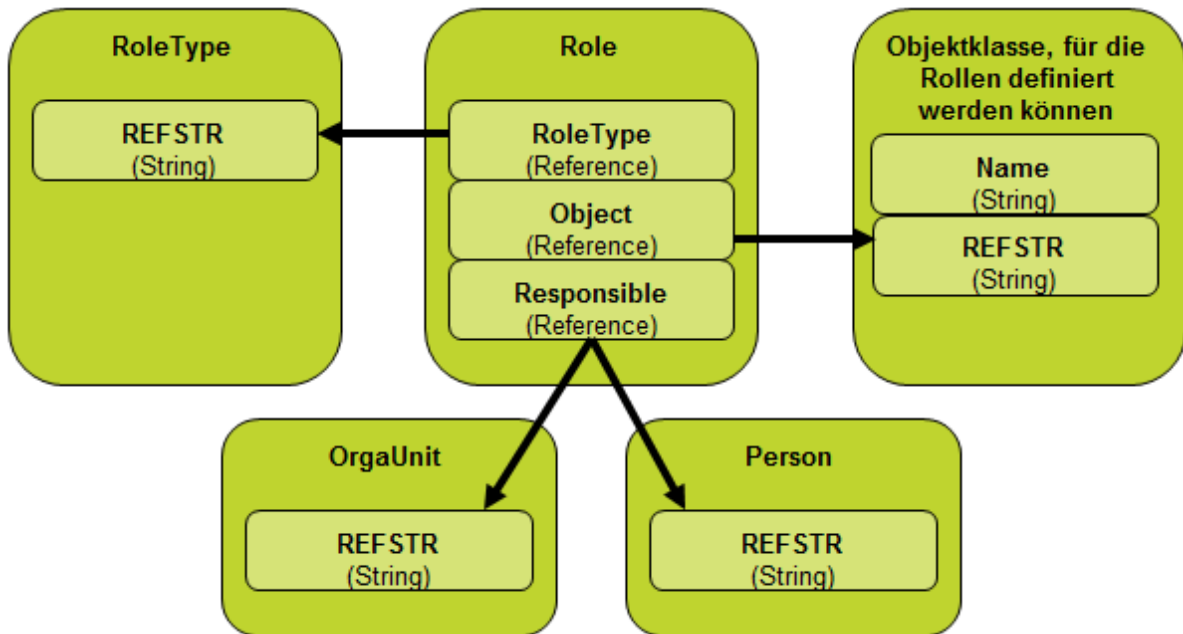 RoleType
REFSTR
(String)
Role
RoleType
(Reference)
Object
(Reference)
Responsible
(Reference)
Objektklasse, für die
Rollen definiert
werden können
Name
(String)
REFSTR
(String)
OrgaUnit
REFSTR
(String)
Person
REFSTR
(String)